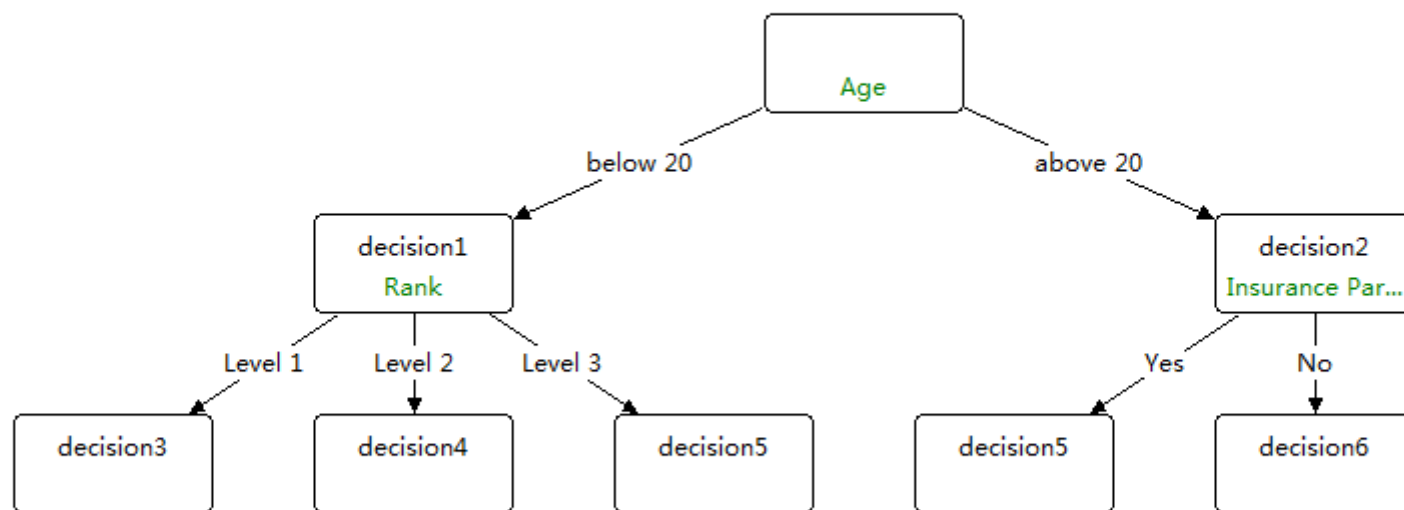 Age
below 20
above 20
decision1
Rank
decision2
Insurance Par...
Level 1
Level 2
Level 3
Yes
No
decision3
decision4
decision5
decision5
decision6